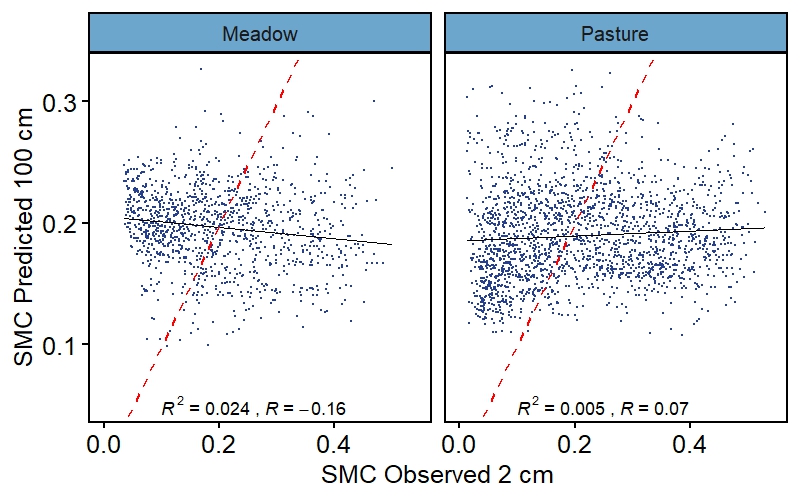 Meadow
Pasture
SMC Predicted 100 cm
0.3
0.2
0.1
R² = 0.024 , R = −0.16
R² = 0.005 , R = 0.07
0.0 0.2 0.4
0.0 0.2 0.4
SMC Observed 2 cm